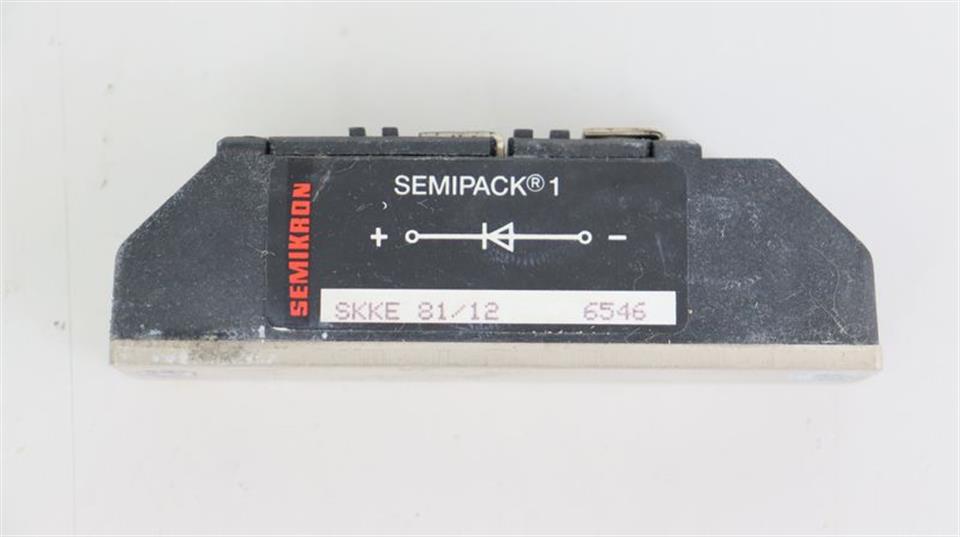 SEMIKRON
SEMIPACK® 1
+ -
SKKE 81/12 6546